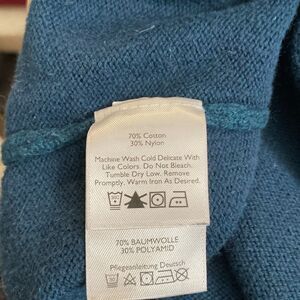 70% Cotton
30% Nylon
Machine Wash Cold Delicate With
Like Colors. Do Not Bleach.
Tumble Dry Low. Remove
Promptly. Warm Iron As Desired.
70% BAUMWOLLE
30% POLYAMID
Pflegeanleitung Deutsch